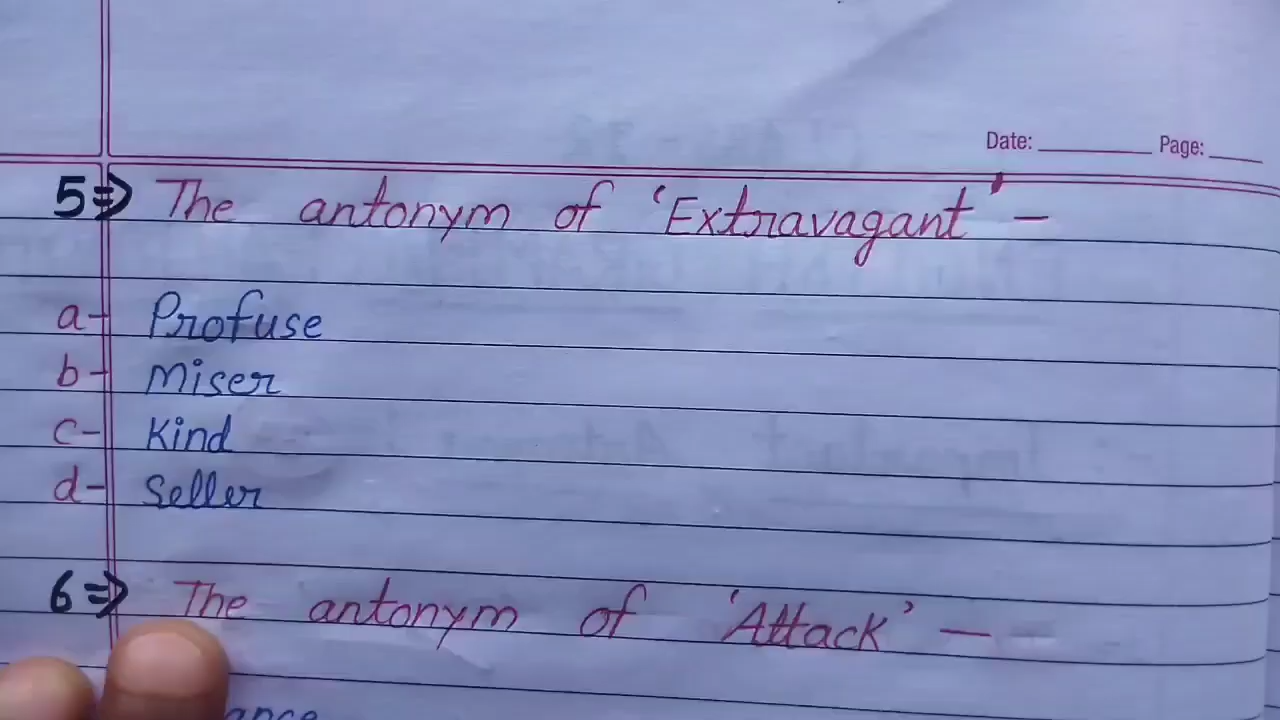 Date: Page:
5⇒ The antonym of 'Extravagant' -
a- Profuse
b- Miser
c- Kind
d- Seller
6⇒ The antonym of 'Attack' —